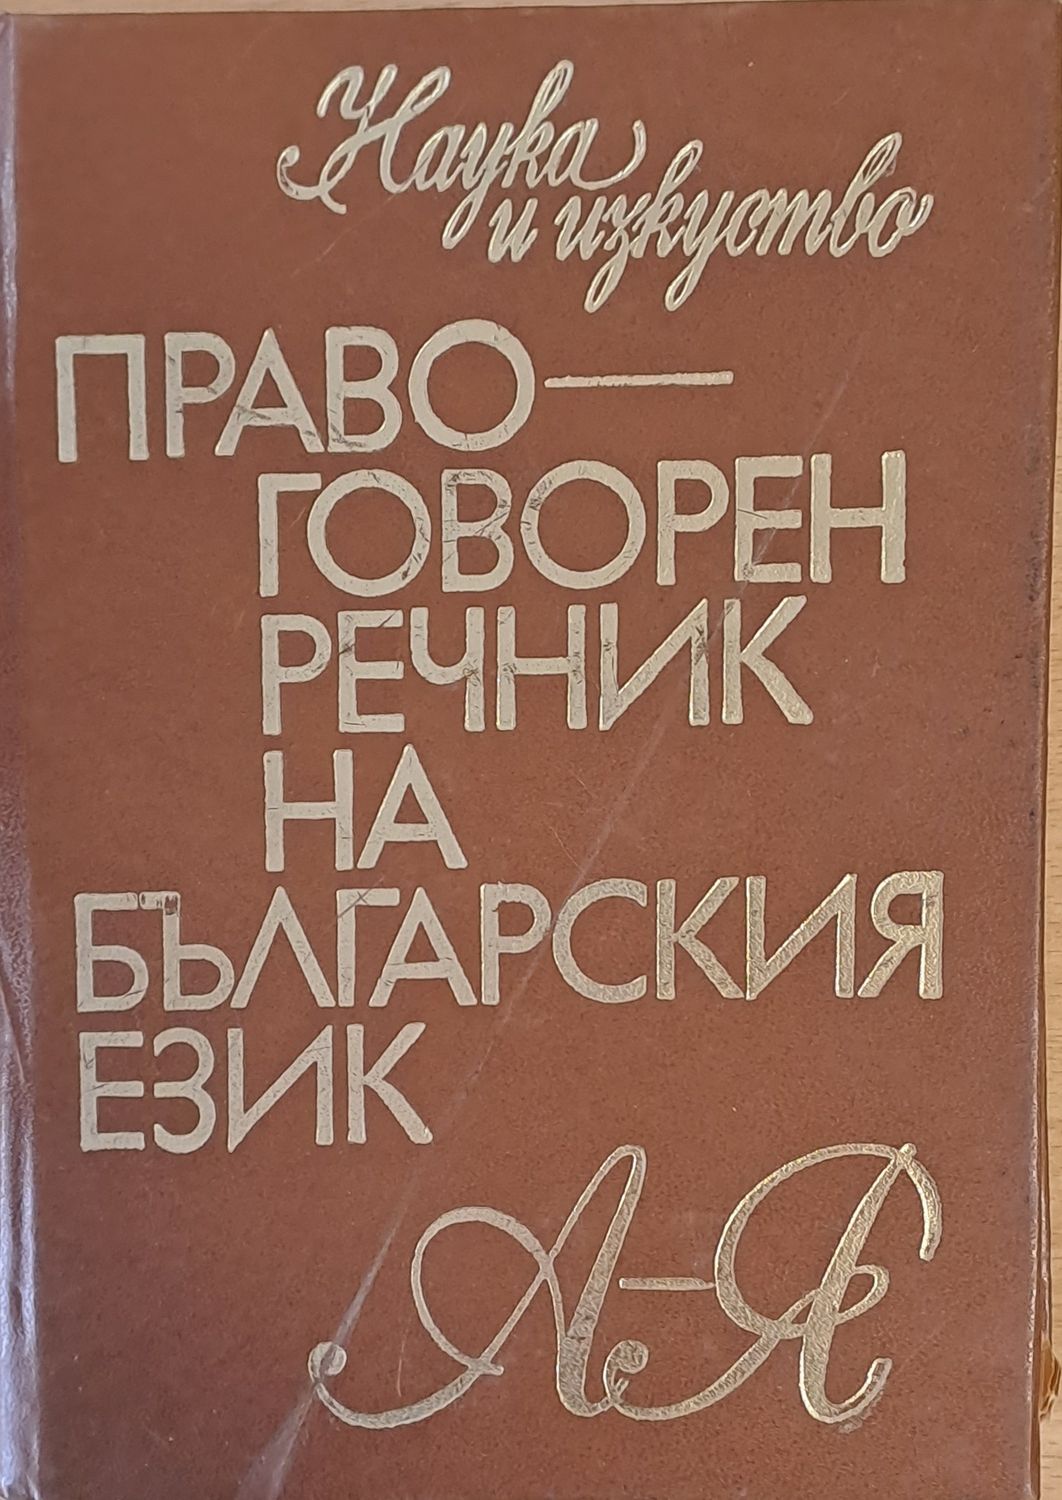 Наука
и изкуство
ПРАВО—
ГОВОРЕН
РЕЧНИК
НА
БЪЛГАРСКИЯ
ЕЗИК
А-Я